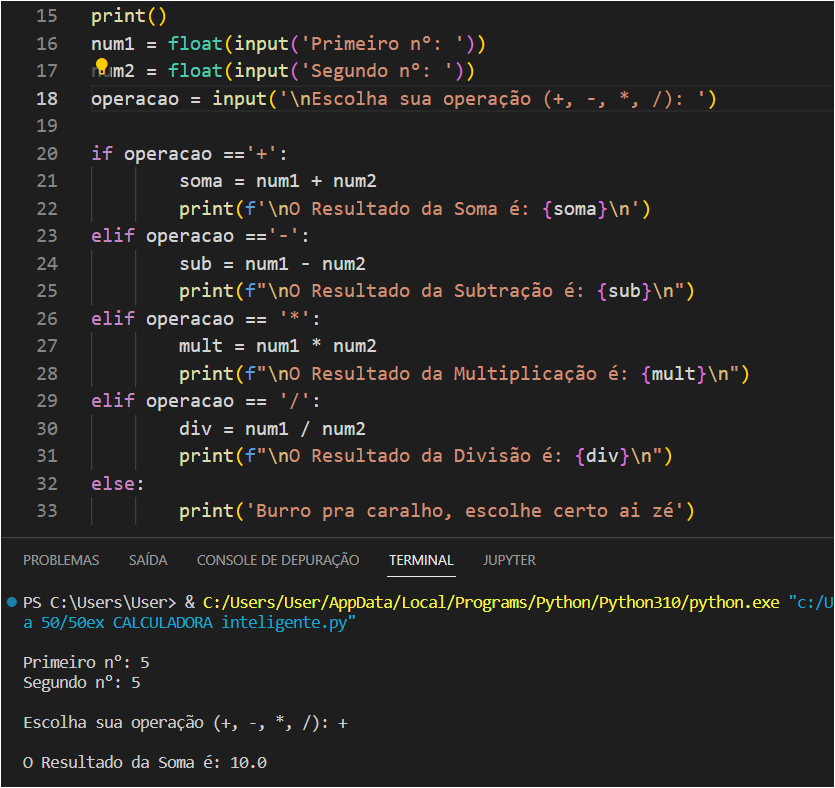 15 print()
16 num1 = float(input('Primeiro nº: '))
17 num2 = float(input('Segundo nº: '))
18 operacao = input('\nEscolha sua operação (+, -, *, /): ')
19
20 if operacao =='+':
21 soma = num1 + num2
22 print(f'\nO Resultado da Soma é: {soma}\n')
23 elif operacao =='-':
24 sub = num1 - num2
25 print(f"\nO Resultado da Subtração é: {sub}\n")
26 elif operacao == '*':
27 mult = num1 * num2
28 print(f"\nO Resultado da Multiplicação é: {mult}\n")
29 elif operacao == '/':
30 div = num1 / num2
31 print(f"\nO Resultado da Divisão é: {div}\n")
32 else:
33 print('Burro pra caralho, escolhe certo ai zé')
PROBLEMAS SAÍDA CONSOLE DE DEPURAÇÃO TERMINAL JUPYTER
PS C:\Users\User> & C:/Users/User/AppData/Local/Programs/Python/Python310/python.exe "c:/U
a 50/50ex CALCULADORA inteligente.py"
Primeiro nº: 5
Segundo nº: 5
Escolha sua operação (+, -, *, /): +
O Resultado da Soma é: 10.0